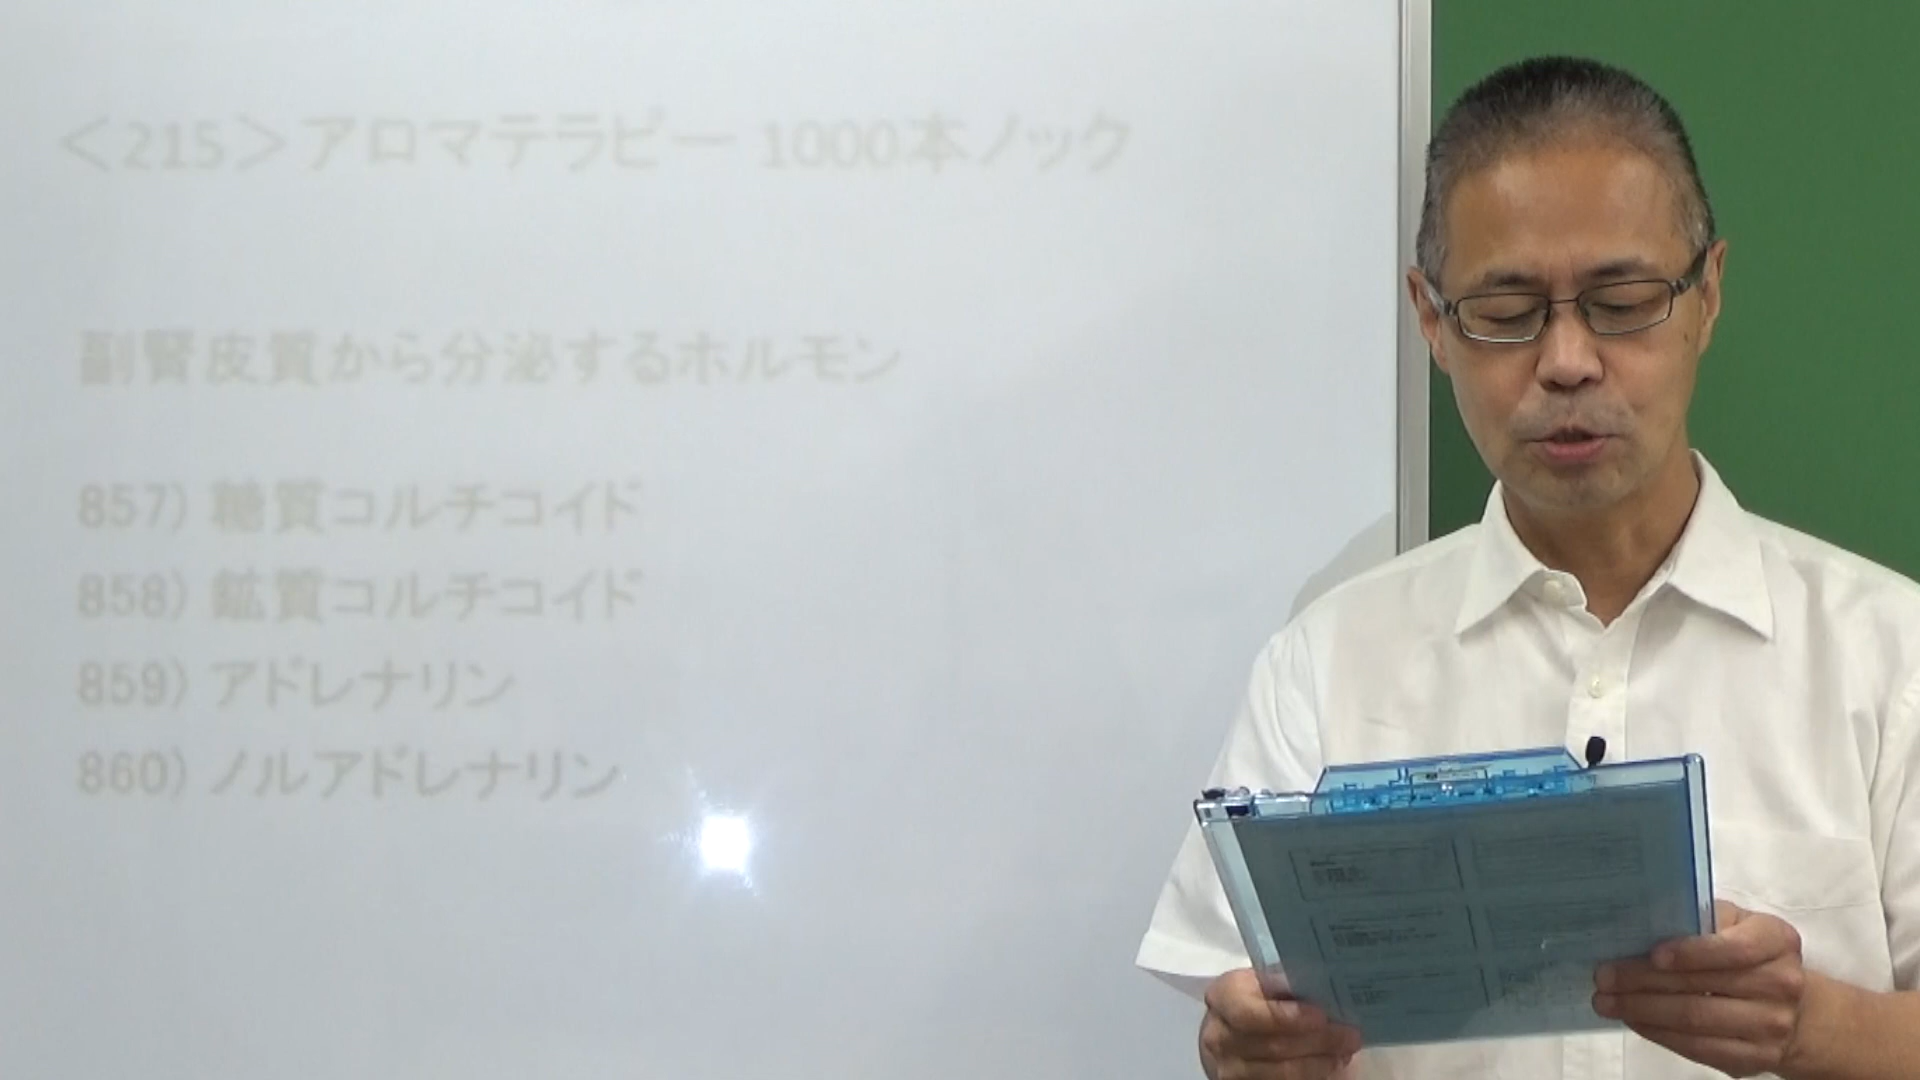 ＜215＞アロマテラピー 1000本ノック
副腎皮質から分泌するホルモン
857) 糖質コルチコイド
858) 鉱質コルチコイド
859) アドレナリン
860) ノルアドレナリン